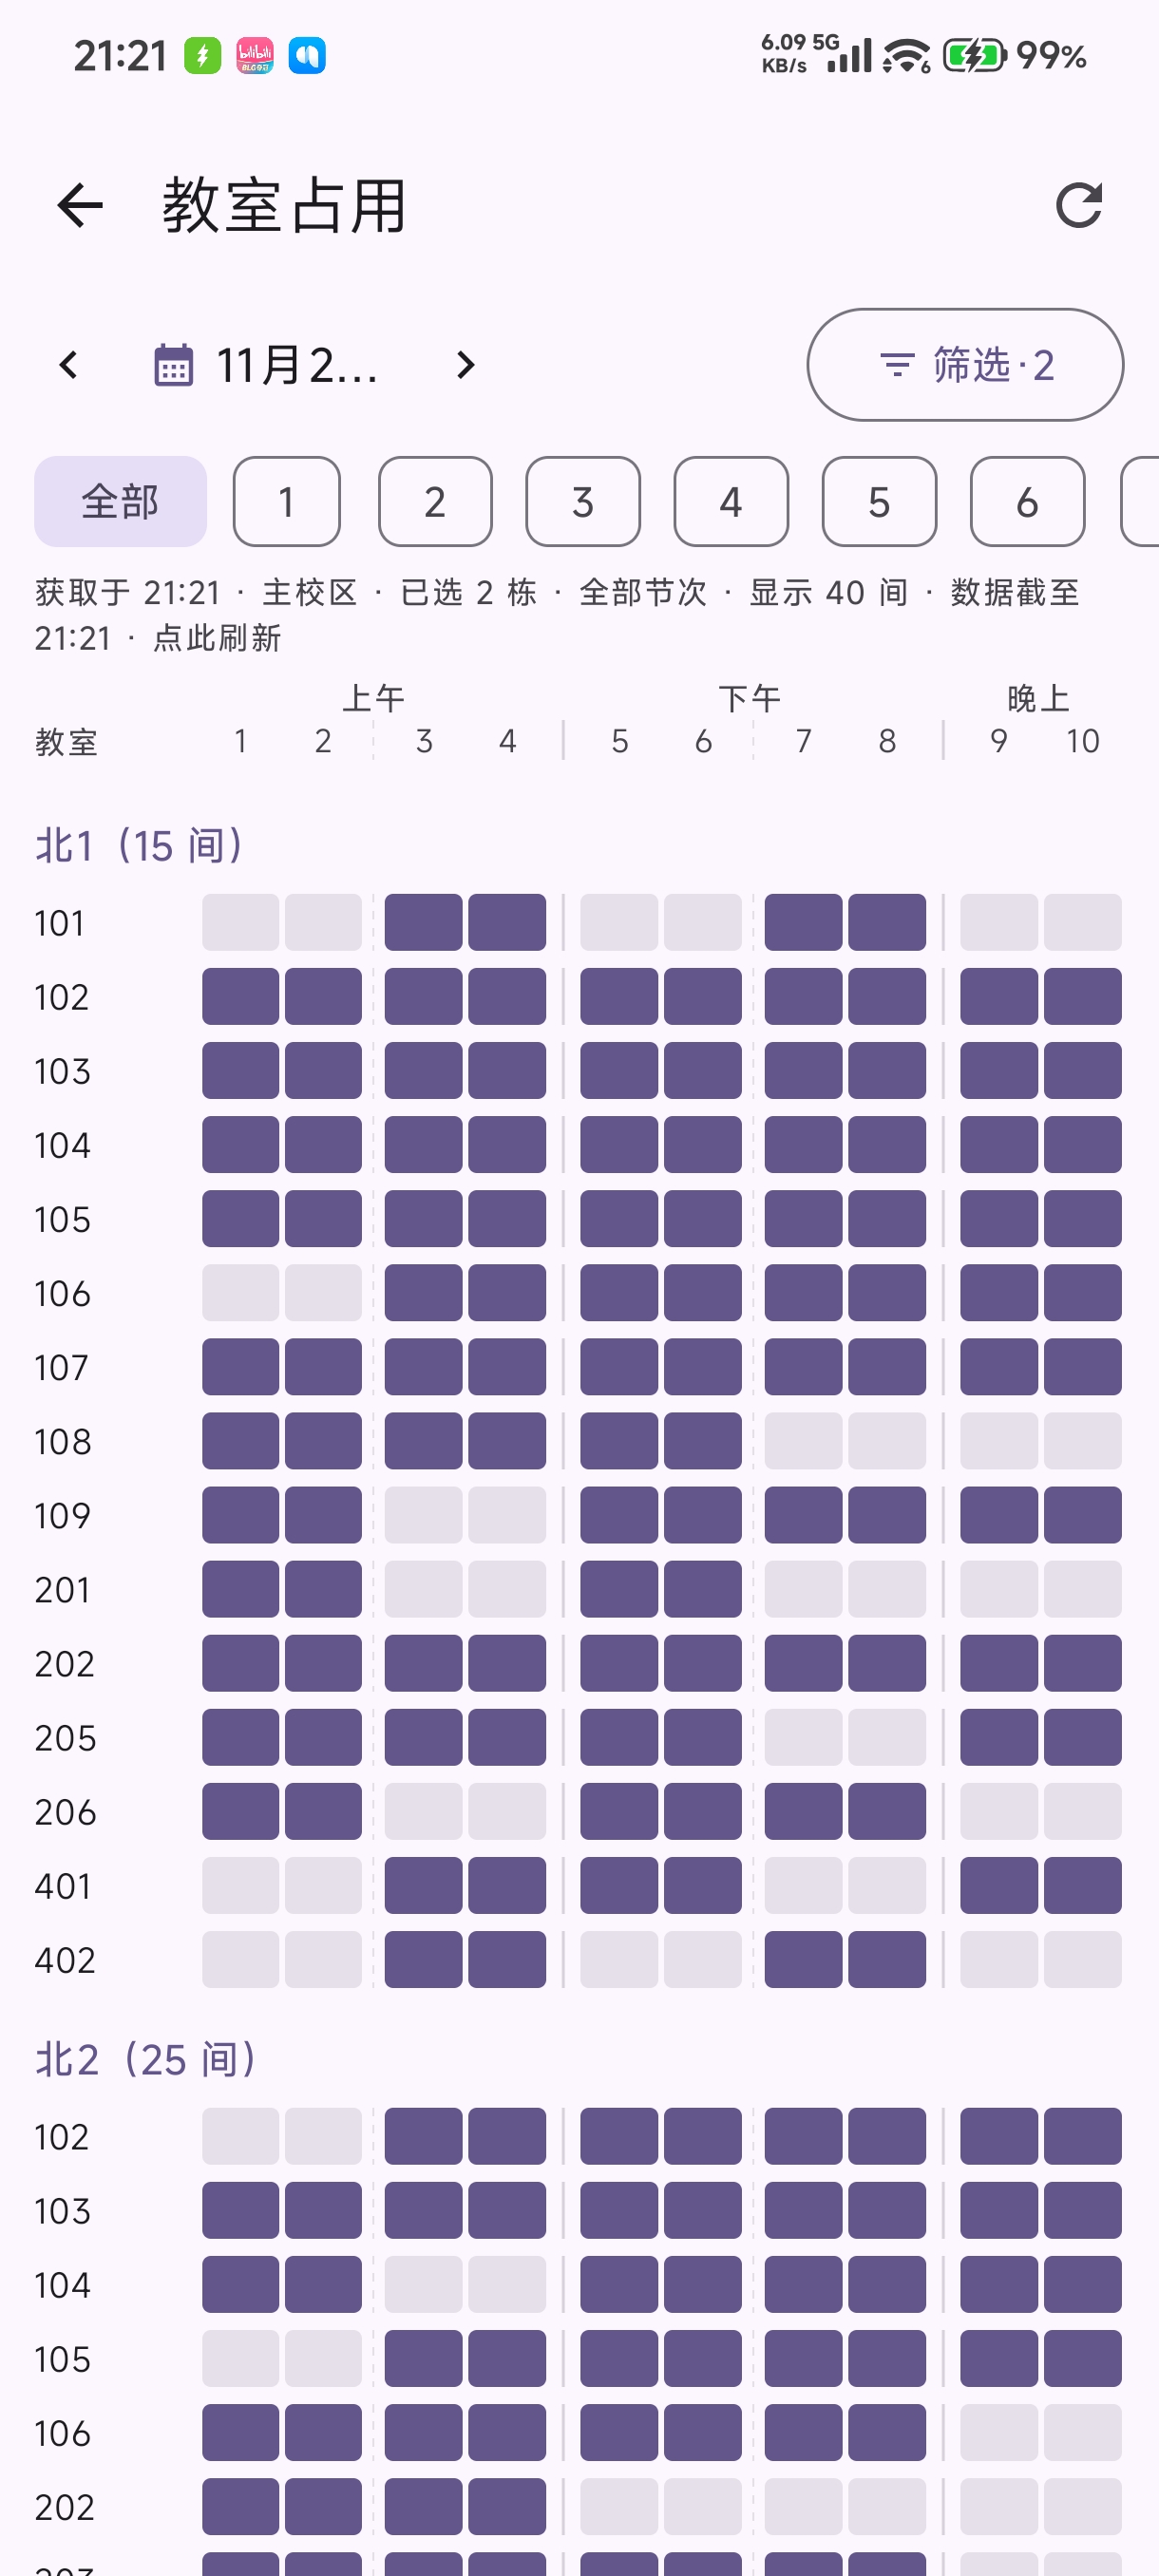 21:21
bilibili
6.09 5G
KB/s
6
99%
教室占用
11月2...
筛选·2
全部 1 2 3 4 5 6
获取于 21:21 · 主校区 · 已选 2 栋 · 全部节次 · 显示 40 间 · 数据截至
21:21 · 点此刷新
上午 下午 晚上
教室 1 2 3 4 5 6 7 8 9 10
北1（15 间）
101
102
103
104
105
106
107
108
109
201
202
205
206
401
402
北2（25 间）
102
103
104
105
106
202